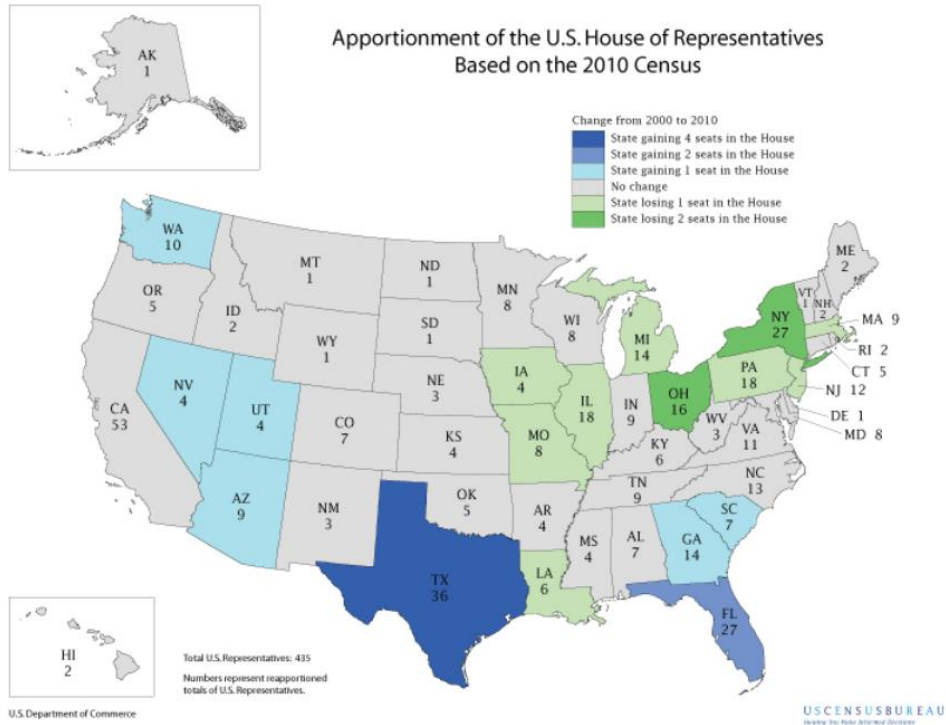 Apportionment of the U.S. House of Representatives
Based on the 2010 Census
AK
1
Change from 2000 to 2010
State gaining 4 seats in the House
State gaining 2 seats in the House
State gaining 1 seat in the House
No change
State losing 1 seat in the House
State losing 2 seats in the House
WA
10
OR
5
ID
2
MT
1
ND
1
MN
8
SD
1
WY
1
WI
8
MI
14
ME
2
VT
1
NH
2
NY
27
MA 9
RI 2
CT 5
NJ 12
DE 1
MD 8
PA
18
NV
4
UT
4
CA
53
CO
7
NE
3
IA
4
KS
4
MO
8
IL
18
IN
9
OH
16
WV
3
VA
11
KY
6
NC
13
TN
9
SC
7
AZ
9
NM
3
OK
5
AR
4
MS
4
AL
7
GA
14
TX
36
LA
6
FL
27
HI
2
Total U.S. Representatives: 435
Numbers represent reapportioned
totals of U.S. Representatives.
U.S. Department of Commerce
USCENSUSBUREAU
Helping You Make Informed Decisions